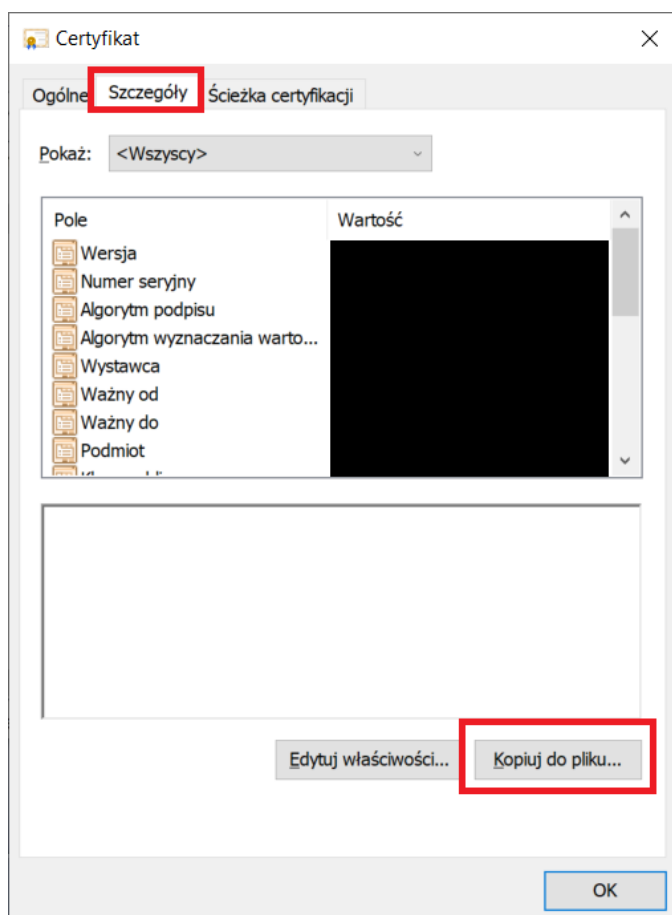 Certyfikat
Ogólne Szczegóły Ścieżka certyfikacji
Pokaż: <Wszyscy>
Pole Wartość
Wersja
Numer seryjny
Algorytm podpisu
Algorytm wyznaczania warto...
Wystawca
Ważny od
Ważny do
Podmiot
Edytuj właściwości... Kopiuj do pliku...
OK